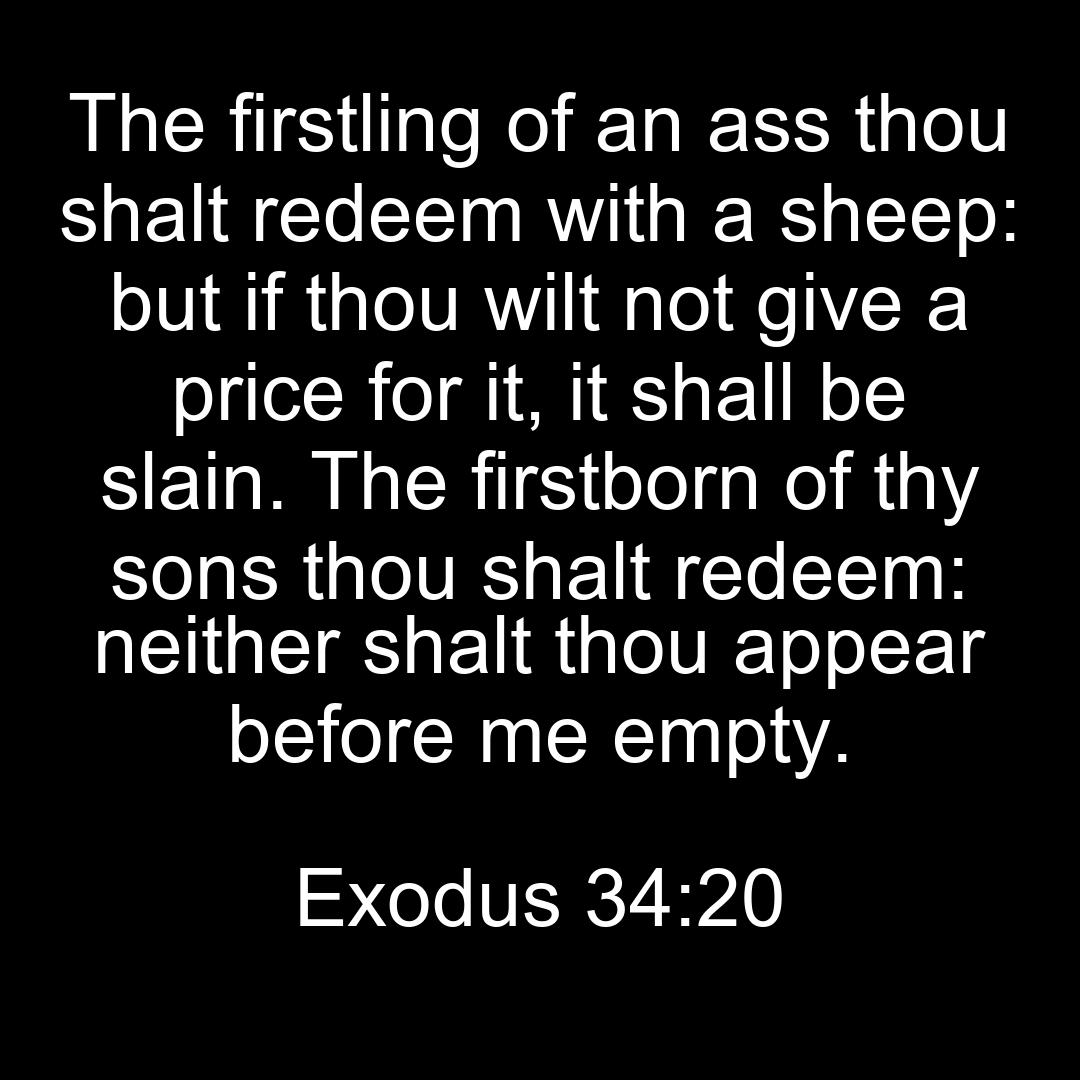 The firstling of an ass thou
shalt redeem with a sheep:
but if thou wilt not give a
price for it, it shall be
slain. The firstborn of thy
sons thou shalt redeem:
neither shalt thou appear
before me empty.
Exodus 34:20